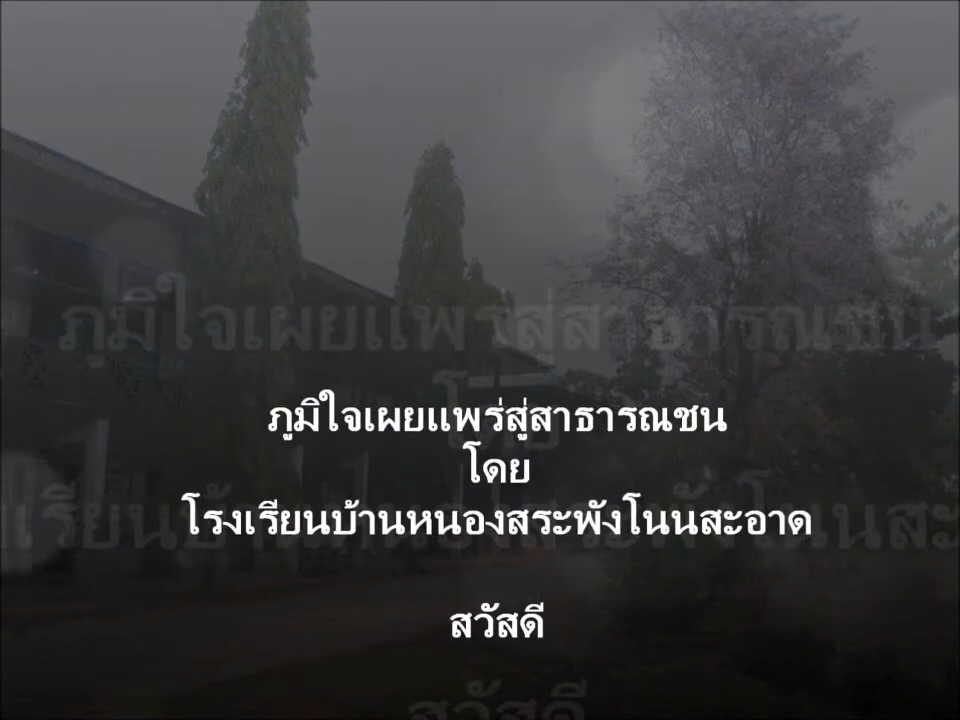 ภูมิใจเผยแพร่สู่สาธารณชน
โดย
โรงเรียนบ้านหนองสระพังโนนสะอาด
สวัสดี